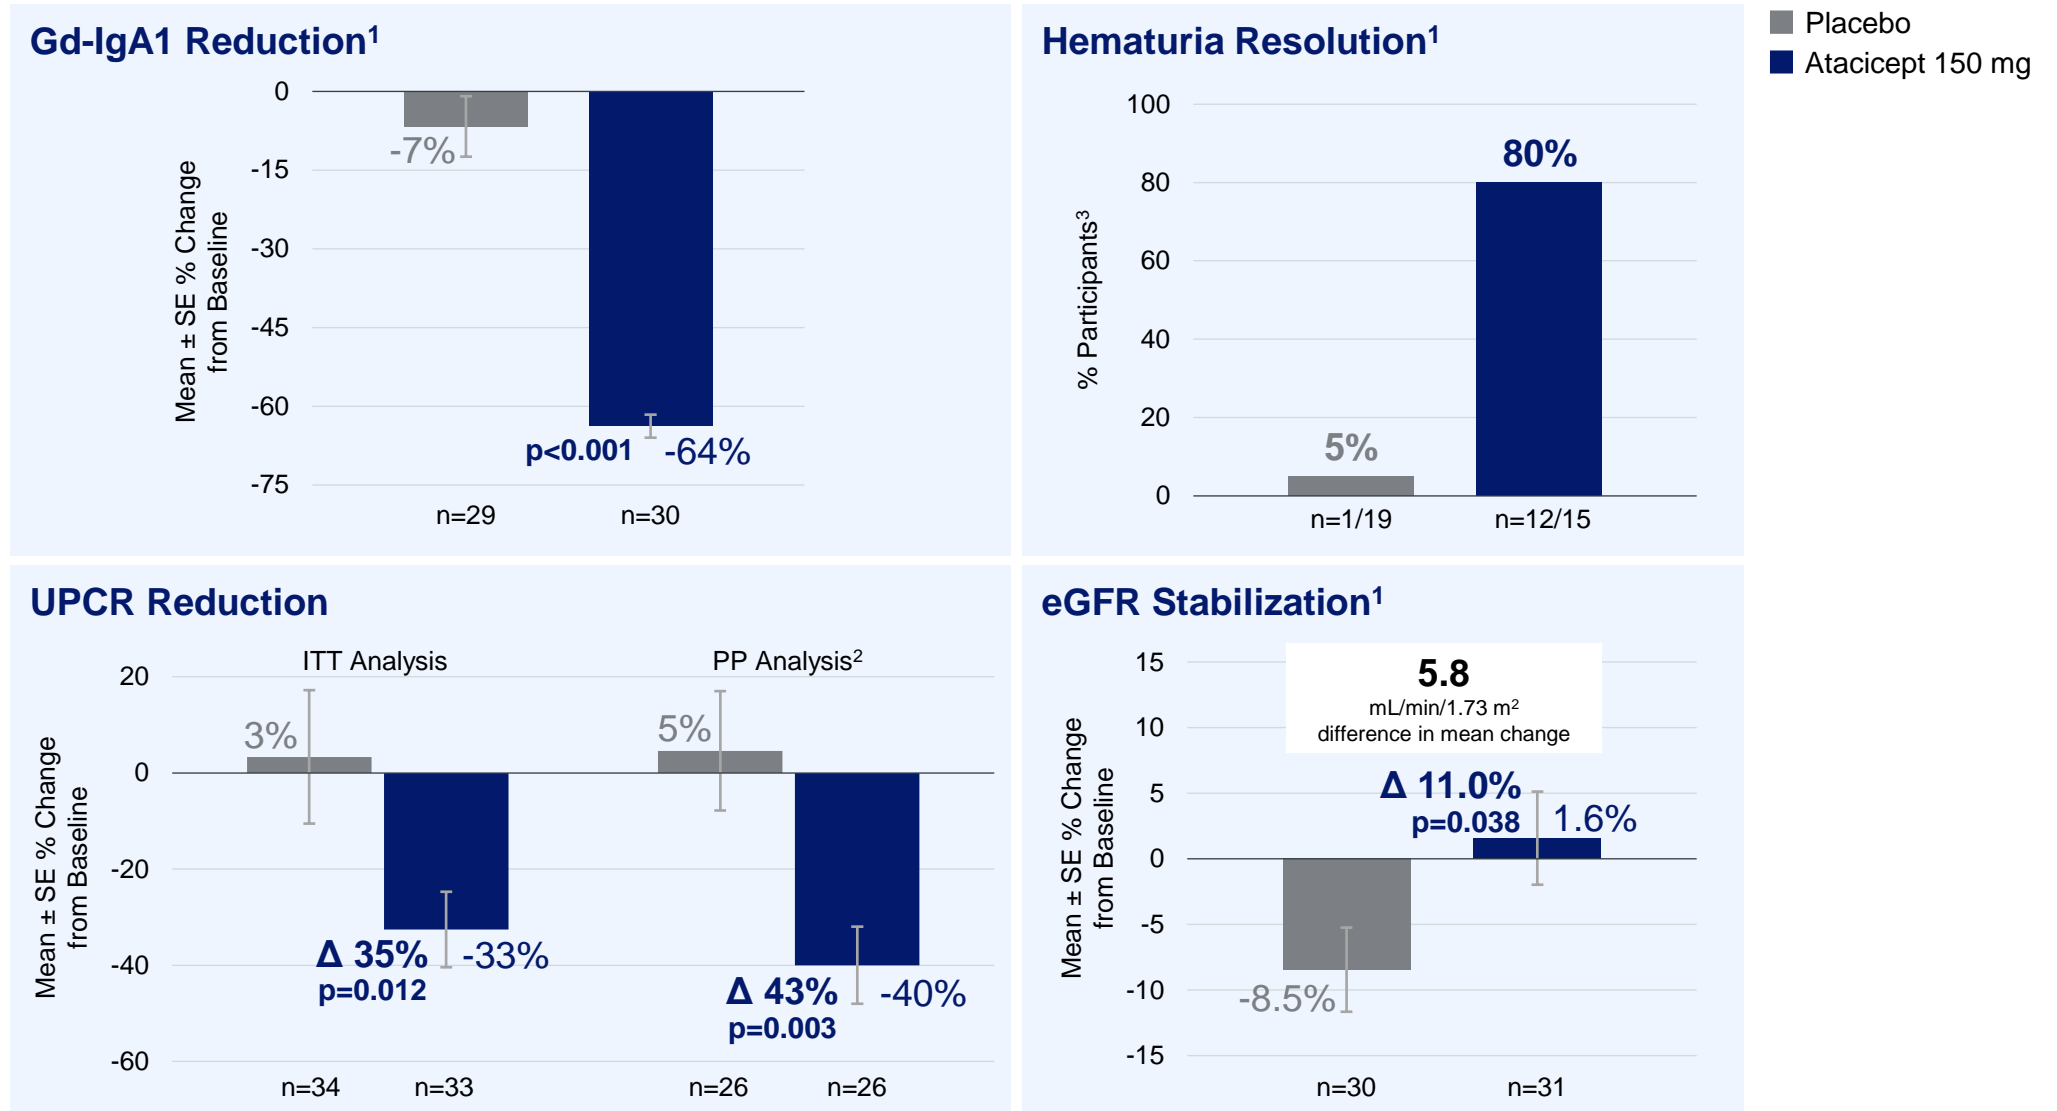 Gd-IgA1 Reduction¹
Mean ± SE % Change
from Baseline
0
-15
-30
-45
-60
-75
-7%
p<0.001 -64%
n=29 n=30
Hematuria Resolution¹
% Participants³
100
80
60
40
20
0
5%
80%
n=1/19 n=12/15
Placebo
Atacicept 150 mg
UPCR Reduction
Mean ± SE % Change
from Baseline
20
0
-20
-40
-60
ITT Analysis
3%
Δ 35% -33%
p=0.012
n=34 n=33
PP Analysis²
5%
Δ 43% -40%
p=0.003
n=26 n=26
eGFR Stabilization¹
Mean ± SE % Change
from Baseline
15
10
5
0
-5
-10
-15
5.8
mL/min/1.73 m²
difference in mean change
Δ 11.0%
p=0.038 1.6%
-8.5%
n=30 n=31